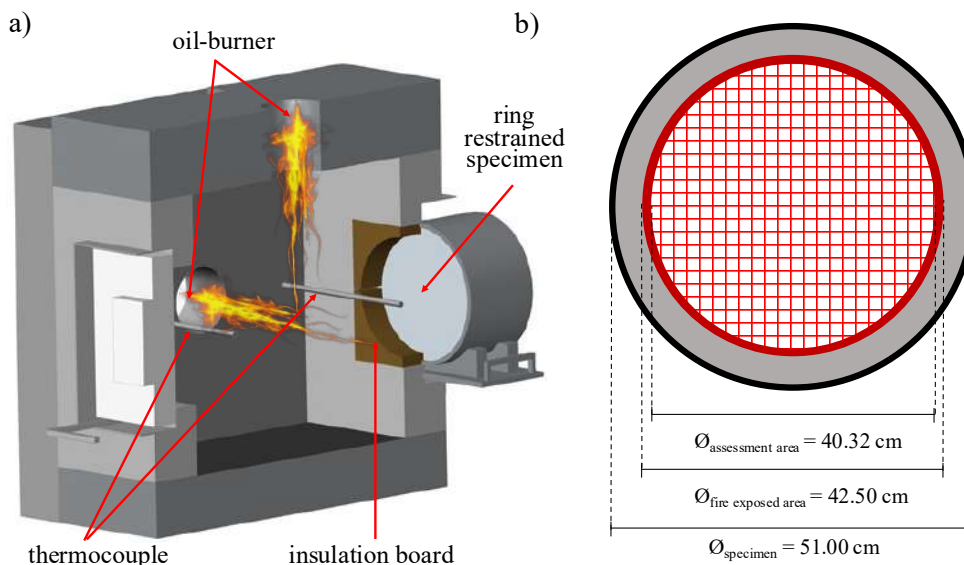 a)
oil-burner
ring
restrained
specimen
thermocouple
insulation board
b)
Øassessment area = 40.32 cm
Øfire exposed area = 42.50 cm
Øspecimen = 51.00 cm